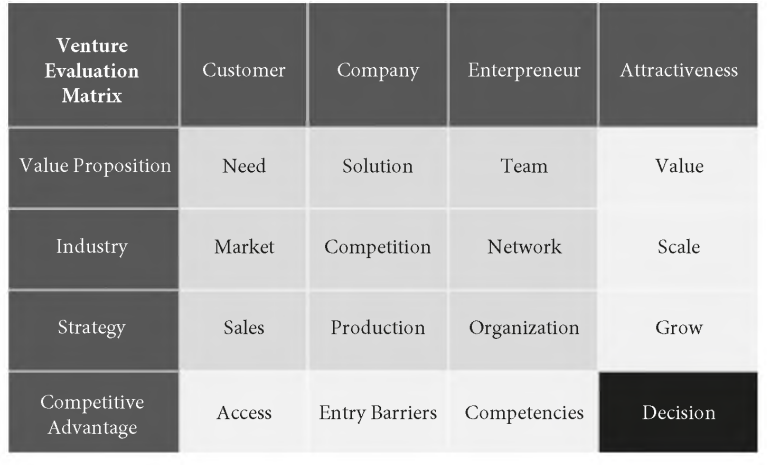 Venture
Evaluation
Matrix
Customer
Company
Enterpreneur
Attractiveness
Value Proposition
Need
Solution
Team
Value
Industry
Market
Competition
Network
Scale
Strategy
Sales
Production
Organization
Grow
Competitive
Advantage
Access
Entry Barriers
Competencies
Decision